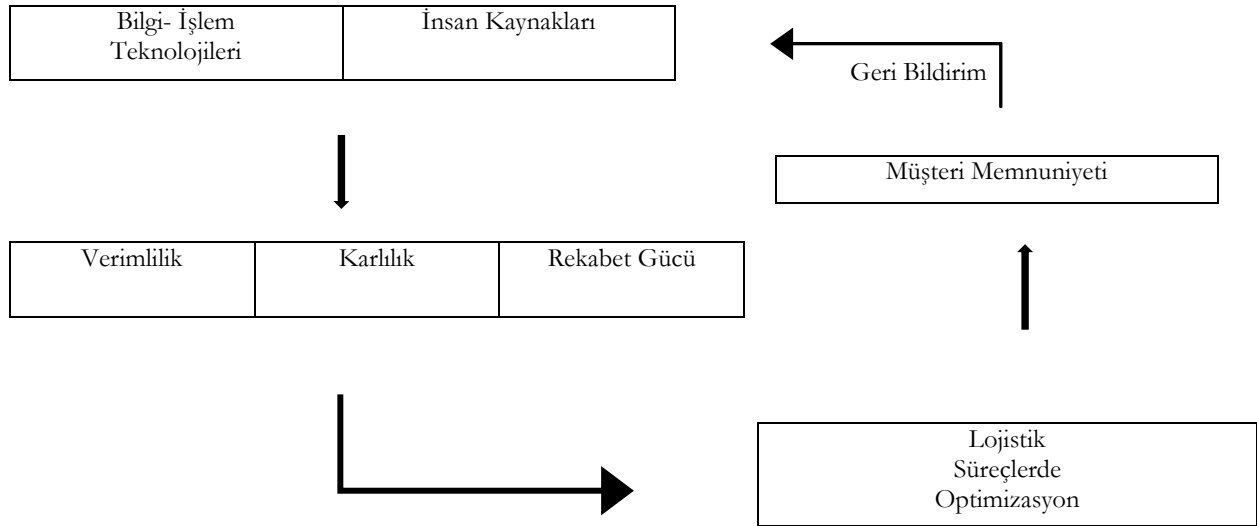 Bilgi- İşlem
Teknolojileri
İnsan Kaynakları
Geri Bildirim
Müşteri Memnuniyeti
Verimlilik
Karlılık
Rekabet Gücü
Lojistik
Süreçlerde
Optimizasyon